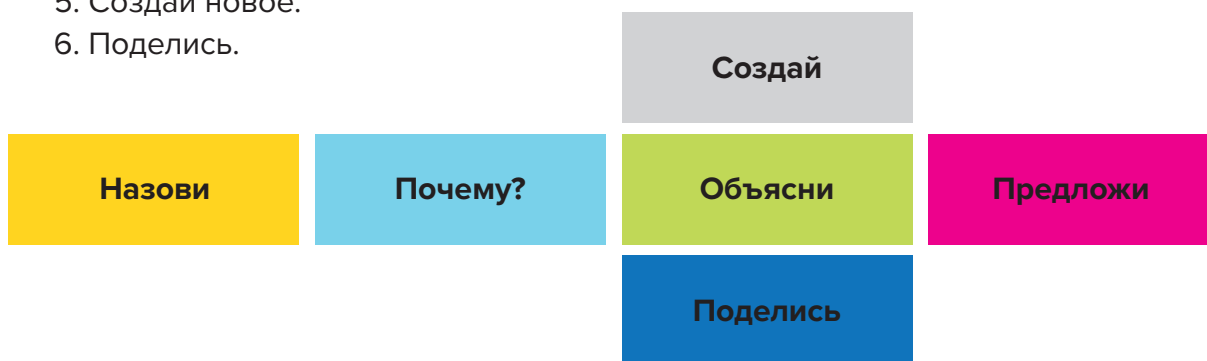 5. Создай новое.
6. Поделись.
Создай
Назови
Почему?
Объясни
Предложи
Поделись